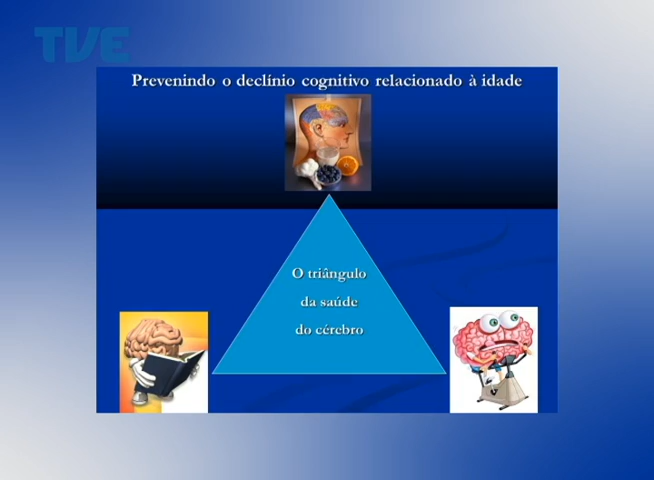 TVE
Prevenindo o declínio cognitivo relacionado à idade
O triângulo
da saúde
do cérebro